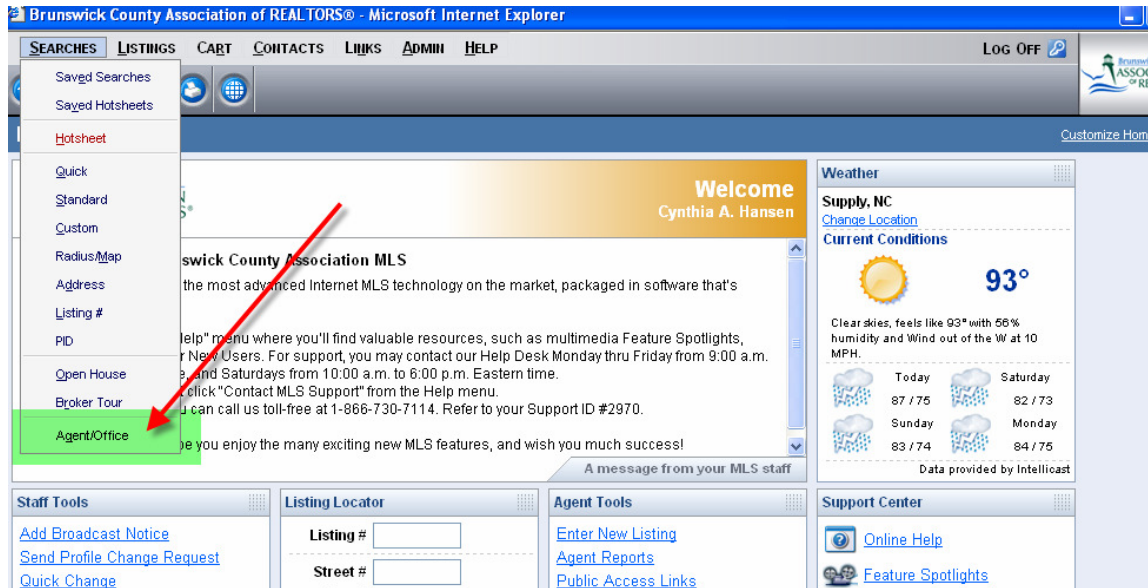 Brunswick County Association of REALTORS® - Microsoft Internet Explorer
SEARCHES LISTINGS CART CONTACTS LINKS ADMIN HELP
LOG OFF
Saved Searches
Saved Hotsheets
Hotsheet
Quick
Standard
Custom
Radius/Map
Address
Listing #
PID
Open House
Broker Tour
Agent/Office
Customize Hom
Welcome
Cynthia A. Hansen
swick County Association MLS
the most advanced Internet MLS technology on the market, packaged in software that's
Help" menu where you'll find valuable resources, such as multimedia Feature Spotlights,
r New Users. For support, you may contact our Help Desk Monday thru Friday from 9:00 a.m.
e, and Saturdays from 10:00 a.m. to 6:00 p.m. Eastern time.
click "Contact MLS Support" from the Help menu.
u can call us toll-free at 1-866-730-7114. Refer to your Support ID #2970.
pe you enjoy the many exciting new MLS features, and wish you much success!
A message from your MLS staff
Weather
Supply, NC
Change Location
Current Conditions
93°
Clear skies, feels like 93° with 56%
humidity and Wind out of the W at 10
MPH.
Today Saturday
87 / 75 82 / 73
Sunday Monday
83 / 74 84 / 75
Data provided by Intellicast
Staff Tools
Add Broadcast Notice
Send Profile Change Request
Quick Change
Listing Locator
Listing #
Street #
Agent Tools
Enter New Listing
Agent Reports
Public Access Links
Support Center
Online Help
Feature Spotlights